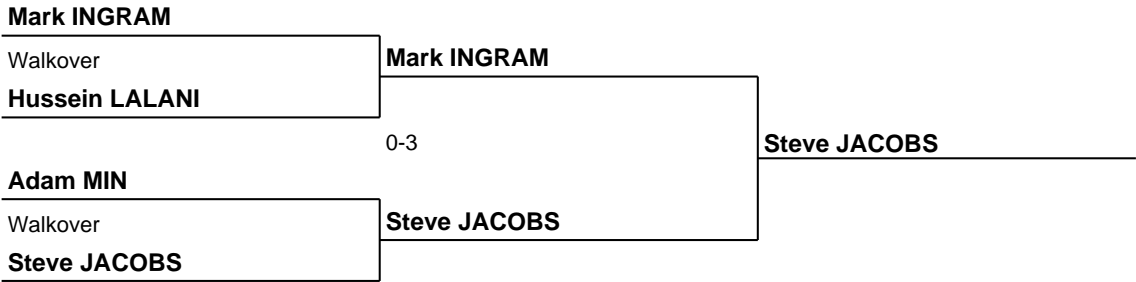 Mark INGRAM
Walkover
Mark INGRAM
Hussein LALANI
0-3
Steve JACOBS
Adam MIN
Walkover
Steve JACOBS
Steve JACOBS